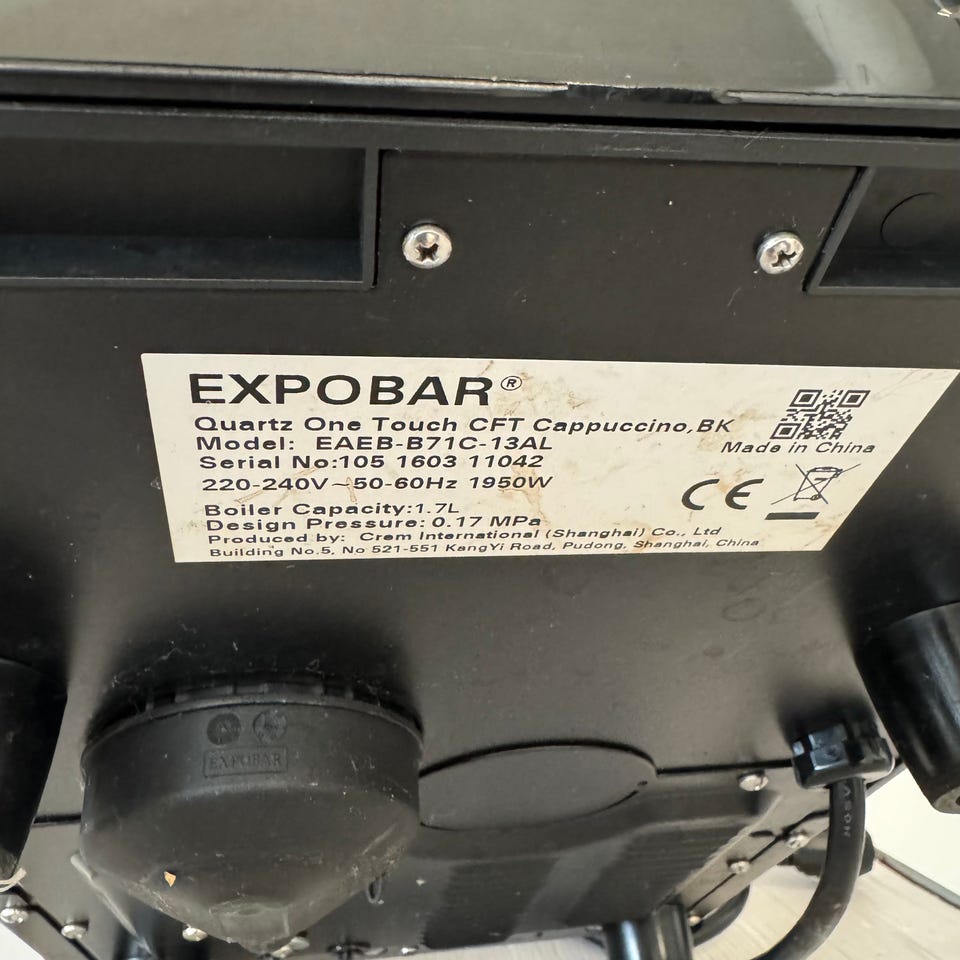 EXPOBAR®
Quartz One Touch CFT Cappuccino,BK
Model: EAEB-B71C-13AL
Made in China
Serial No:105 1603 11042
220-240V~50-60Hz 1950W
CE
Boiler Capacity:1.7L
Design Pressure: 0.17 MPa
Produced by: Crem International (Shanghai) Co., Ltd
Building No.5, No 521-551 KangYi Road, Pudong, Shanghai, China
EXPOBAR